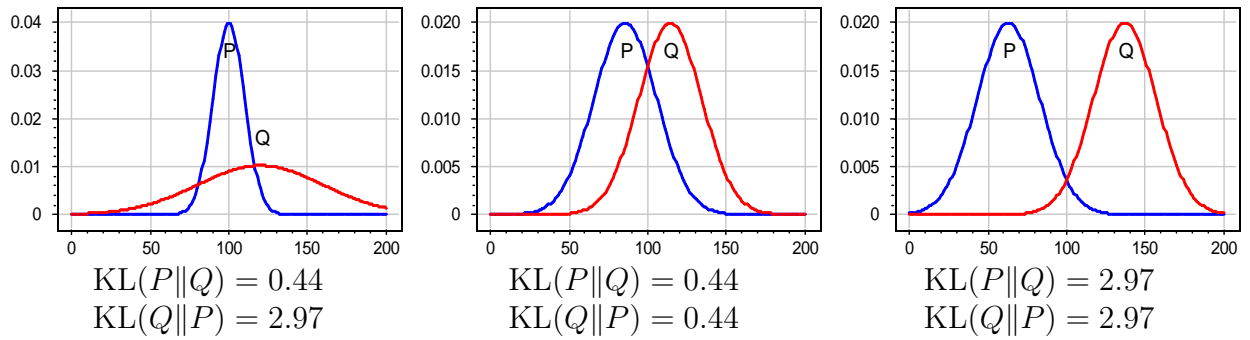 0.04
0.03
0.02
0.01
0
P
Q
0 50 100 150 200
KL(P∥Q) = 0.44
KL(Q∥P) = 2.97
0.020
0.015
0.010
0.005
0
P Q
0 50 100 150 200
KL(P∥Q) = 0.44
KL(Q∥P) = 0.44
0.020
0.015
0.010
0.005
0
P Q
0 50 100 150 200
KL(P∥Q) = 2.97
KL(Q∥P) = 2.97